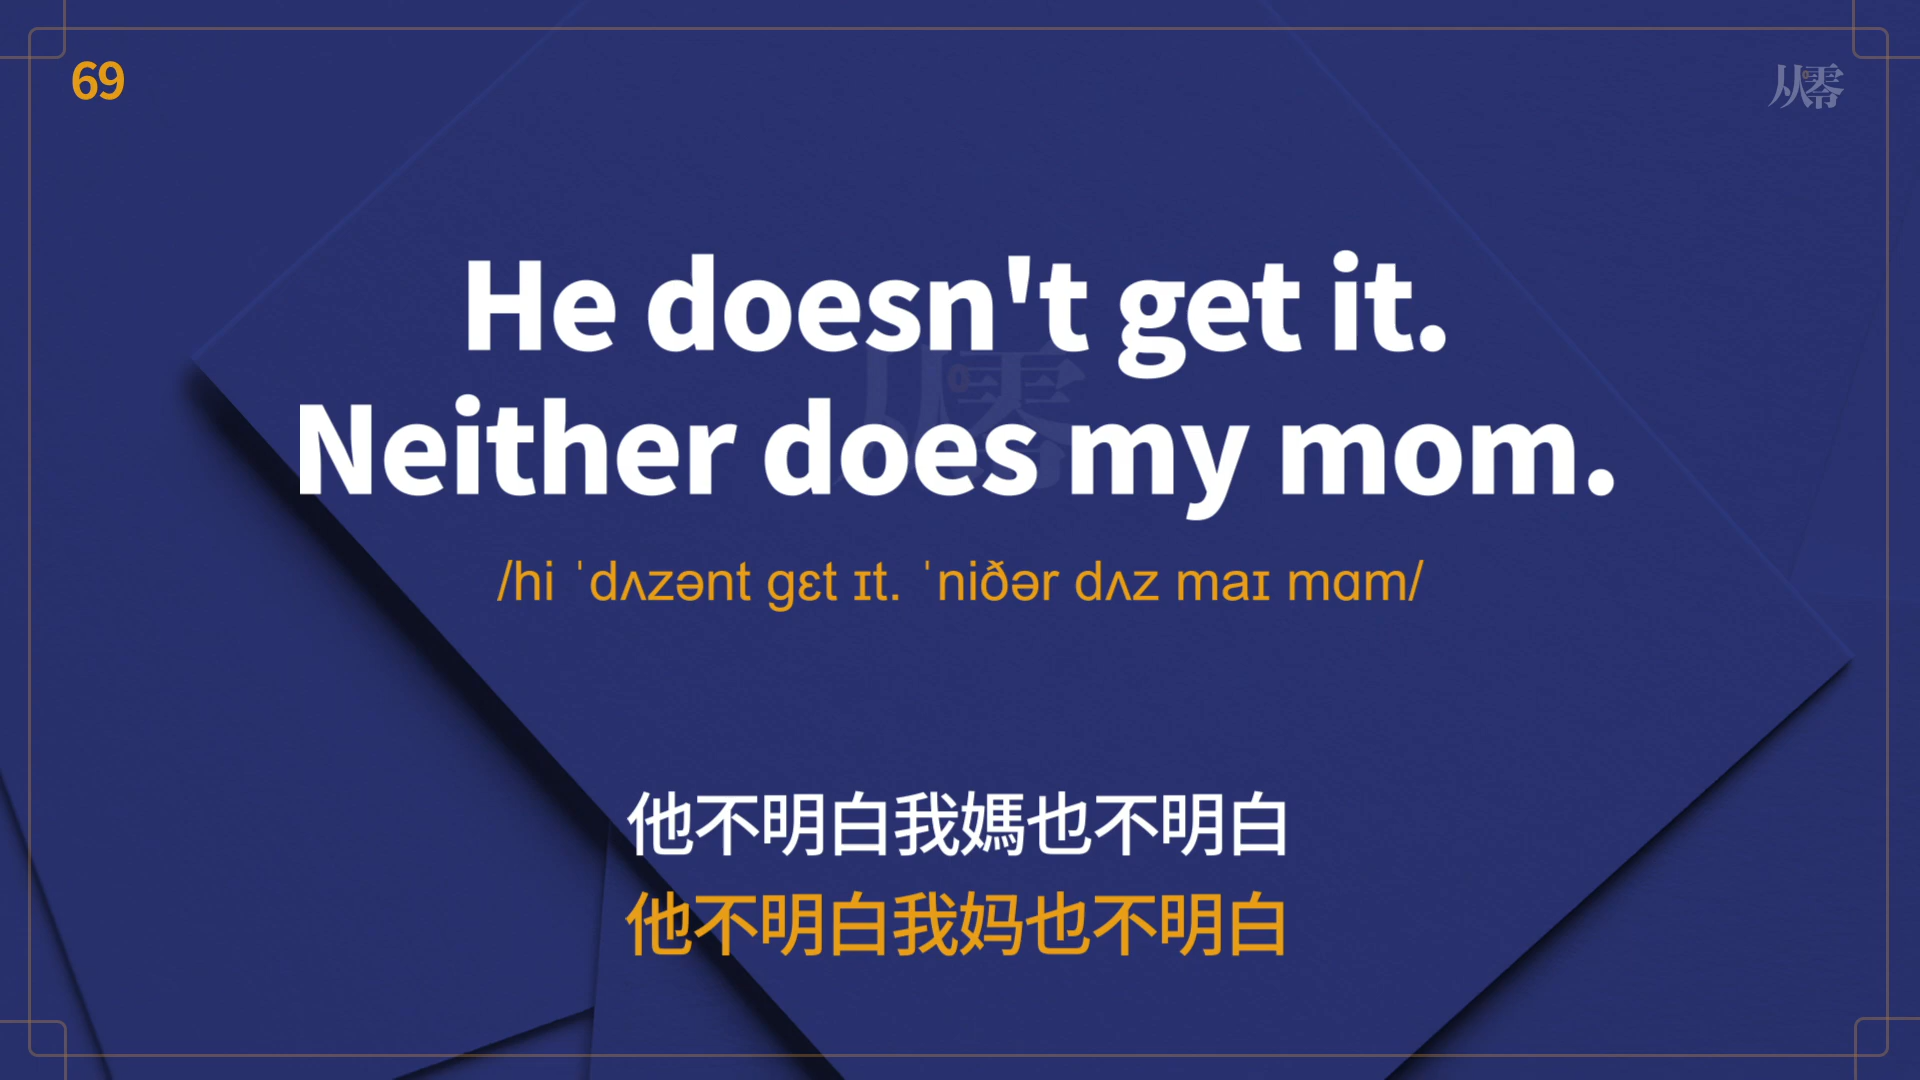 69
从零
He doesn't get it.
Neither does my mom.
/hi ˈdʌzənt gɛt ɪt. ˈniðər dʌz maɪ mɑm/
他不明白我媽也不明白
他不明白我妈也不明白